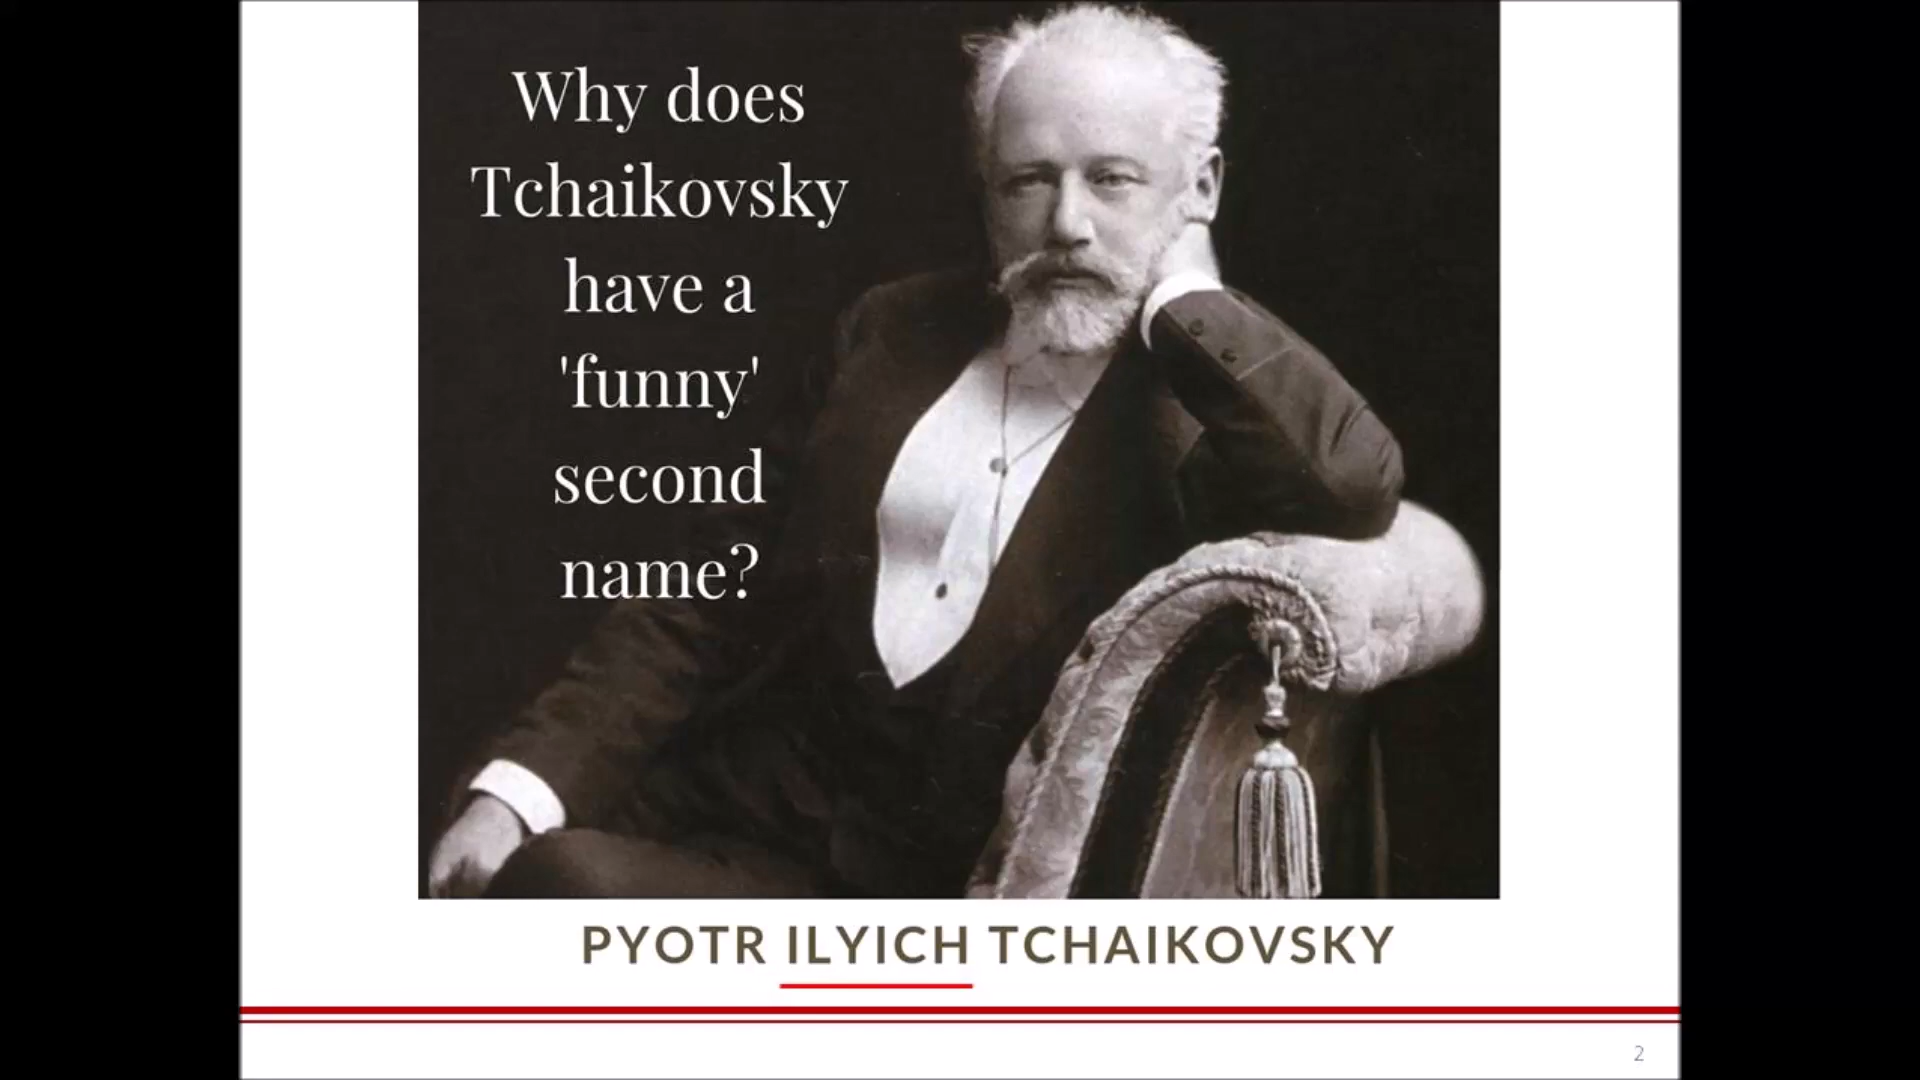 Why does
Tchaikovsky
have a
'funny'
second
name?
PYOTR ILYICH TCHAIKOVSKY
2